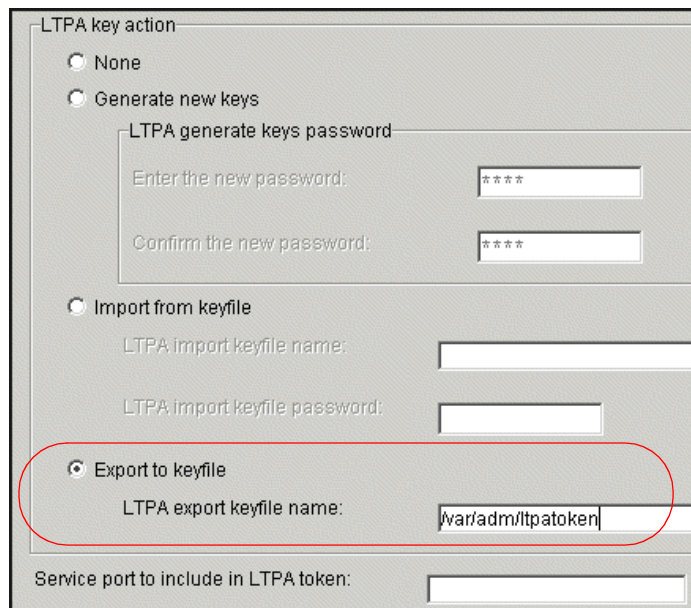 LTPA key action
None
Generate new keys
LTPA generate keys password
Enter the new password: ****
Confirm the new password: ****
Import from keyfile
LTPA import keyfile name:
LTPA import keyfile password:
Export to keyfile
LTPA export keyfile name: /var/adm/ltpatoken
Service port to include in LTPA token: